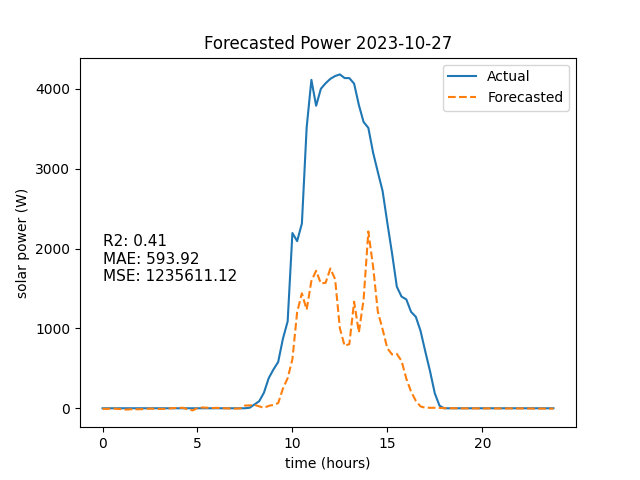 Forecasted Power 2023-10-27
Actual
Forecasted
4000
3000
2000
1000
0
solar power (W)
R2: 0.41
MAE: 593.92
MSE: 1235611.12
0 5 10 15 20
time (hours)